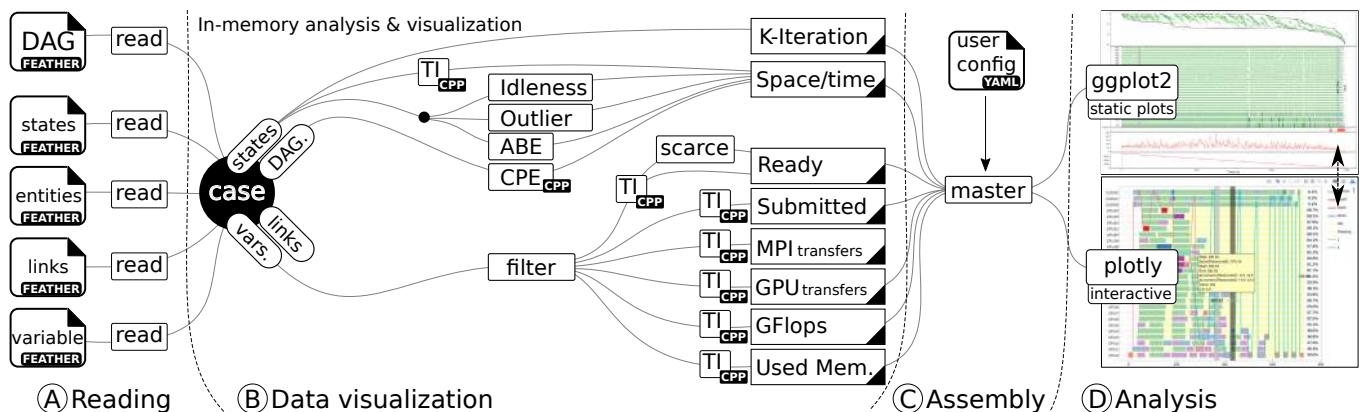 In-memory analysis & visualization
DAG
FEATHER
read
states
FEATHER
read
entities
FEATHER
read
links
FEATHER
read
variable
FEATHER
read
case
states
DAG.
links
vars.
TI
CPP
Idleness
Outlier
ABE
CPE
CPP
filter
scarce
TI
CPP
TI
CPP
TI
CPP
TI
CPP
TI
CPP
TI
CPP
K-Iteration
Space/time
Ready
Submitted
MPI transfers
GPU transfers
GFlops
Used Mem.
user
config
YAML
master
ggplot2
static plots
plotly
interactive
A Reading
B Data visualization
C Assembly
D Analysis